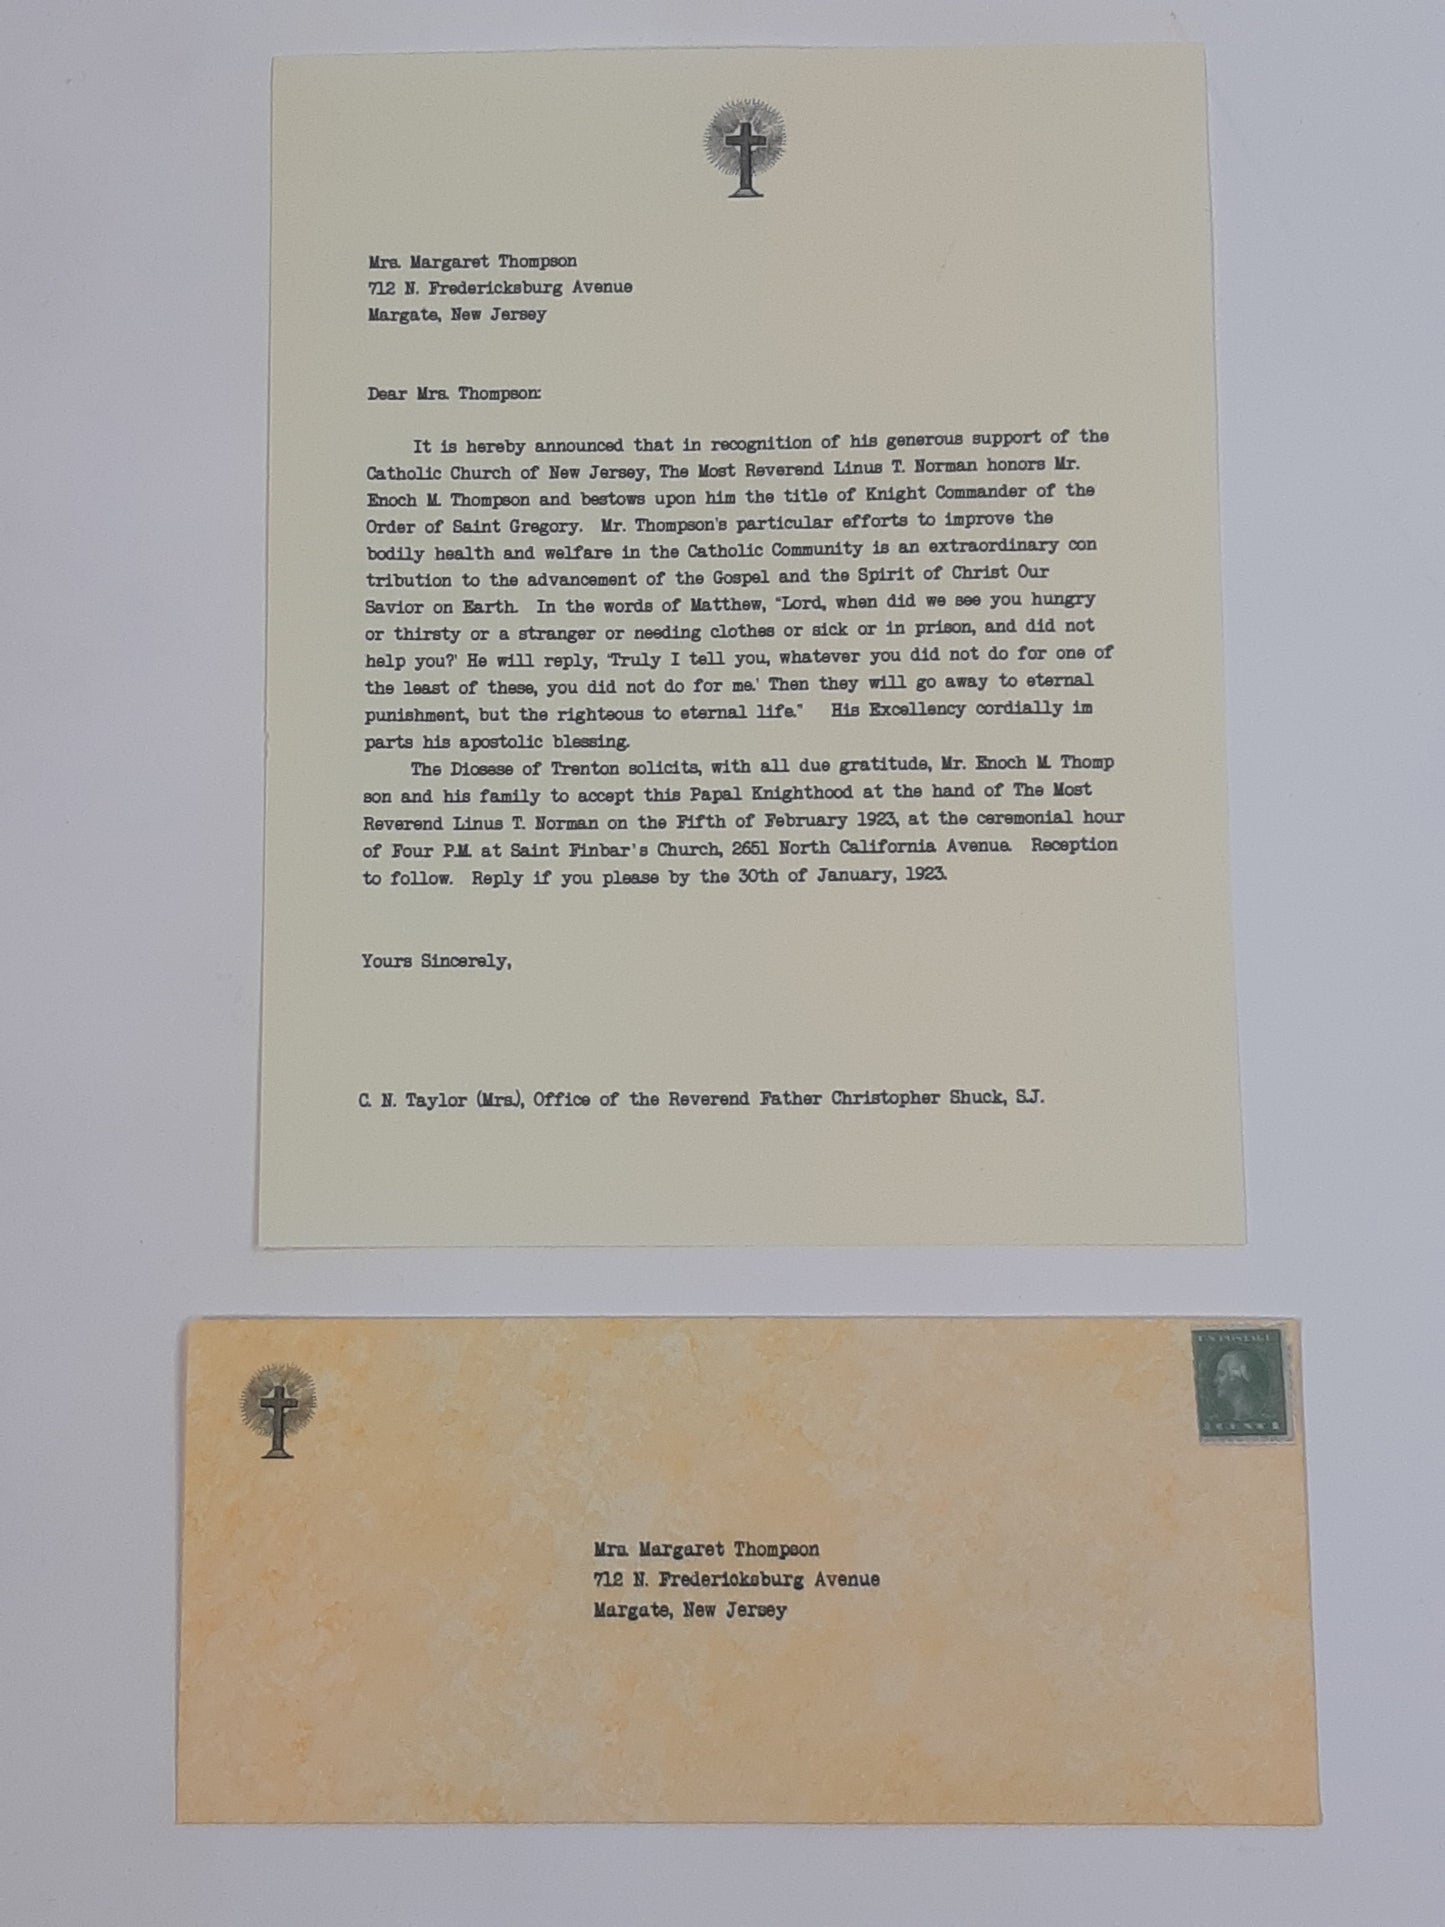 Mrs. Margaret Thompson
712 N. Fredericksburg Avenue
Margate, New Jersey
Dear Mrs. Thompson:
It is hereby announced that in recognition of his generous support of the
Catholic Church of New Jersey, The Most Reverend Linus T. Norman honors Mr.
Enoch M. Thompson and bestows upon him the title of Knight Commander of the
Order of Saint Gregory. Mr. Thompson's particular efforts to improve the
bodily health and welfare in the Catholic Community is an extraordinary con
tribution to the advancement of the Gospel and the Spirit of Christ Our
Savior on Earth. In the words of Matthew, "Lord, when did we see you hungry
or thirsty or a stranger or needing clothes or sick or in prison, and did not
help you?' He will reply, 'Truly I tell you, whatever you did not do for one of
the least of these, you did not do for me.' Then they will go away to eternal
punishment, but the righteous to eternal life." His Excellency cordially im
parts his apostolic blessing.
The Diosese of Trenton solicits, with all due gratitude, Mr. Enoch M. Thomp
son and his family to accept this Papal Knighthood at the hand of The Most
Reverend Linus T. Norman on the Fifth of February 1923, at the ceremonial hour
of Four P.M. at Saint Finbar's Church, 2651 North California Avenue. Reception
to follow. Reply if you please by the 30th of January, 1923.
Yours Sincerely,
C. N. Taylor (Mrs.), Office of the Reverend Father Christopher Shuck, S.J.
U.S. POSTAGE
1 CENT 1
Mrs. Margaret Thompson
712 N. Fredericksburg Avenue
Margate, New Jersey